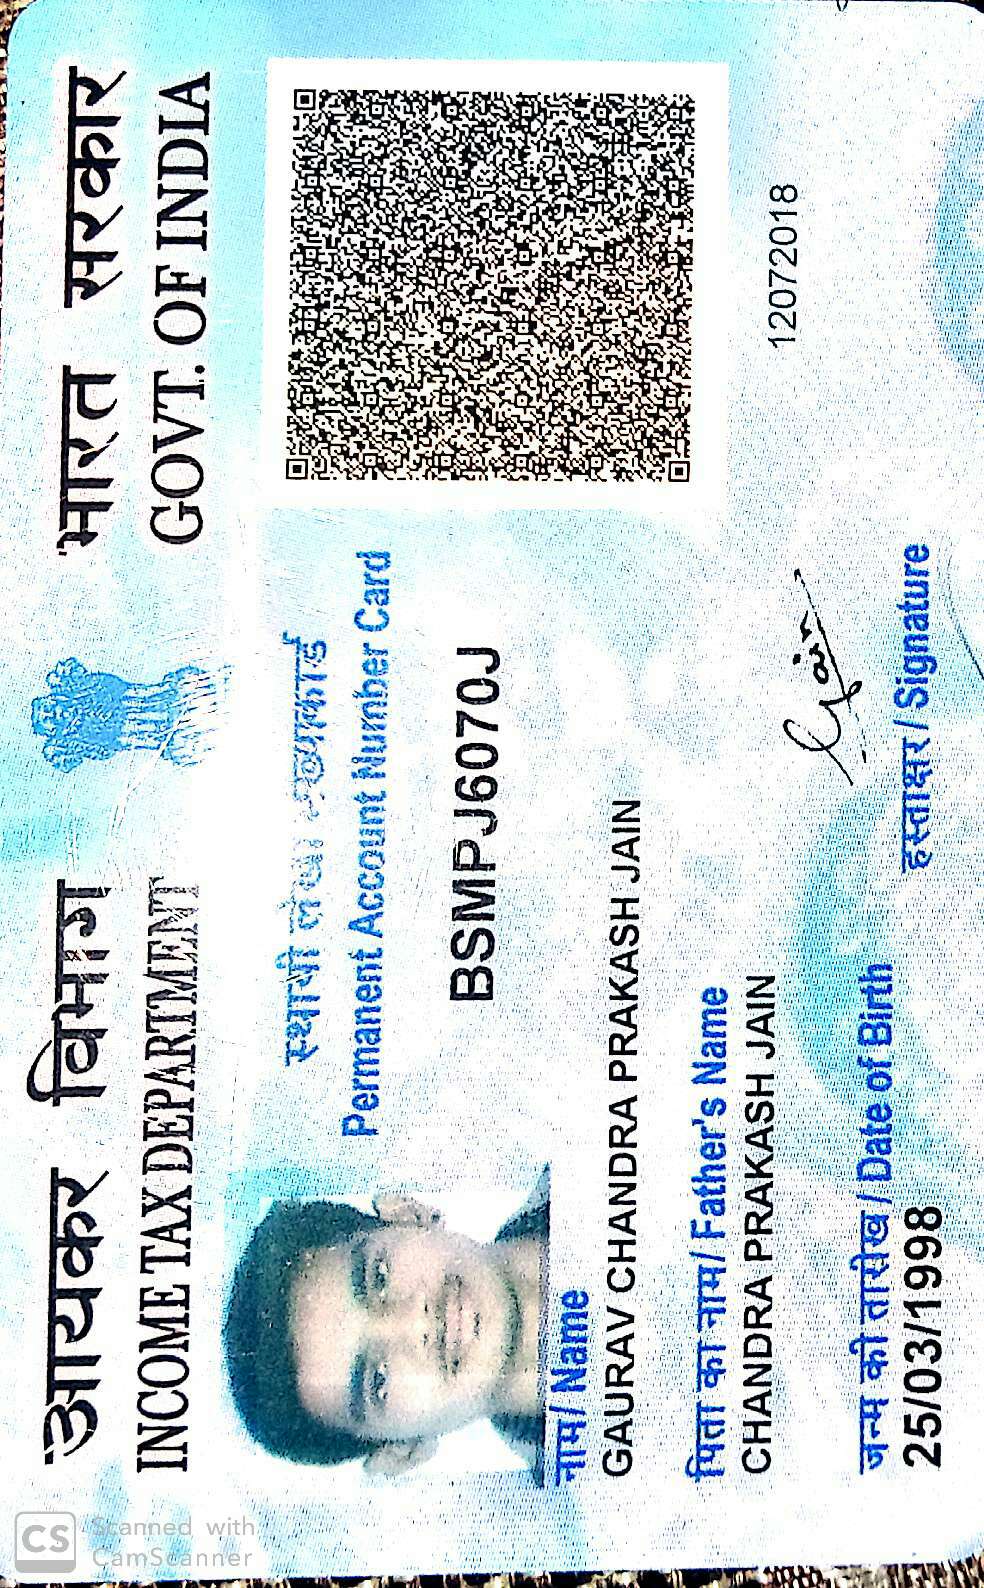 आयकर विभाग
INCOME TAX DEPARTMENT
भारत सरकार
GOVT. OF INDIA
स्थायी लेखा
Permanent Account Number Card
BSMPJ6070J
नाम / Name
GAURAV CHANDRA PRAKASH JAIN
पिता का नाम / Father's Name
CHANDRA PRAKASH JAIN
जन्म की तारीख / Date of Birth
25/03/1998
Gjain
हस्ताक्षर / Signature
12072018
CS Scanned with
CamScanner